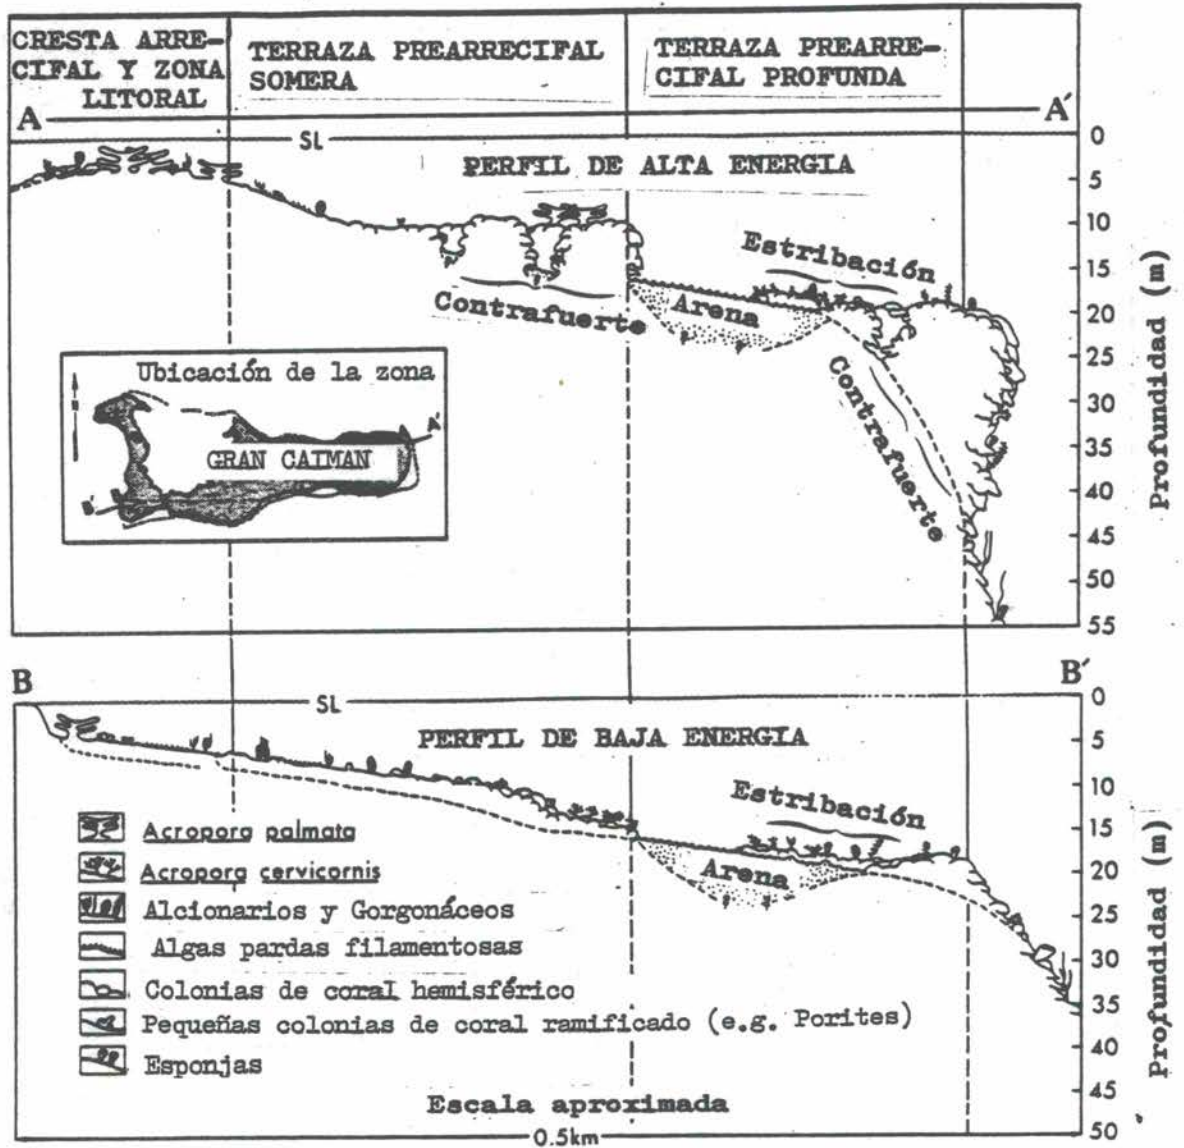 CRESTA ARRE-
CIFAL Y ZONA
LITORAL
TERRAZA PREARRECIFAL
SOMERA
TERRAZA PREARRE-
CIFAL PROFUNDA
A
A'
SL
PERFIL DE ALTA ENERGIA
0
5
10
15
20
25
30
35
40
45
50
55
Profundidad (m)
Estribación
Contrafuerte
Arena
Contrafuerte
Ubicación de la zona
GRAN CAIMAN
A'
B'
B
B'
SL
PERFIL DE BAJA ENERGIA
0
5
10
15
20
25
30
35
40
45
50
Profundidad (m)
Estribación
Arena
Acropora palmata
Acropora cervicornis
Alcionarios y Gorgonáceos
Algas pardas filamentosas
Colonias de coral hemisférico
Pequeñas colonias de coral ramificado (e.g. Porites)
Esponjas
Escala aproximada
0.5km